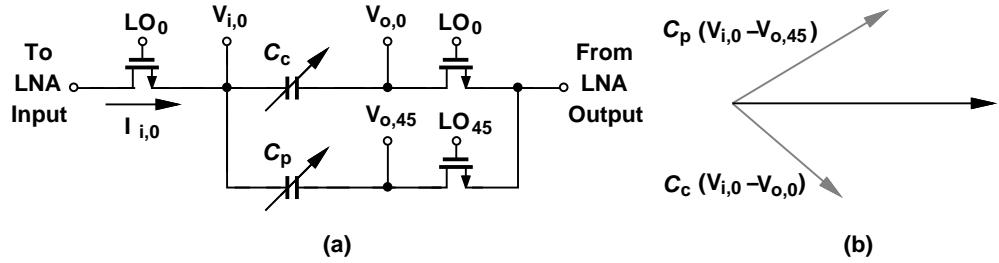 To
LNA
Input
LO0
I i,0
Vi,0
Cc
Vo,0
LO0
Cp
Vo,45
LO45
From
LNA
Output
(a)
Cp (Vi,0 –Vo,45)
Cc (Vi,0 –Vo,0)
(b)